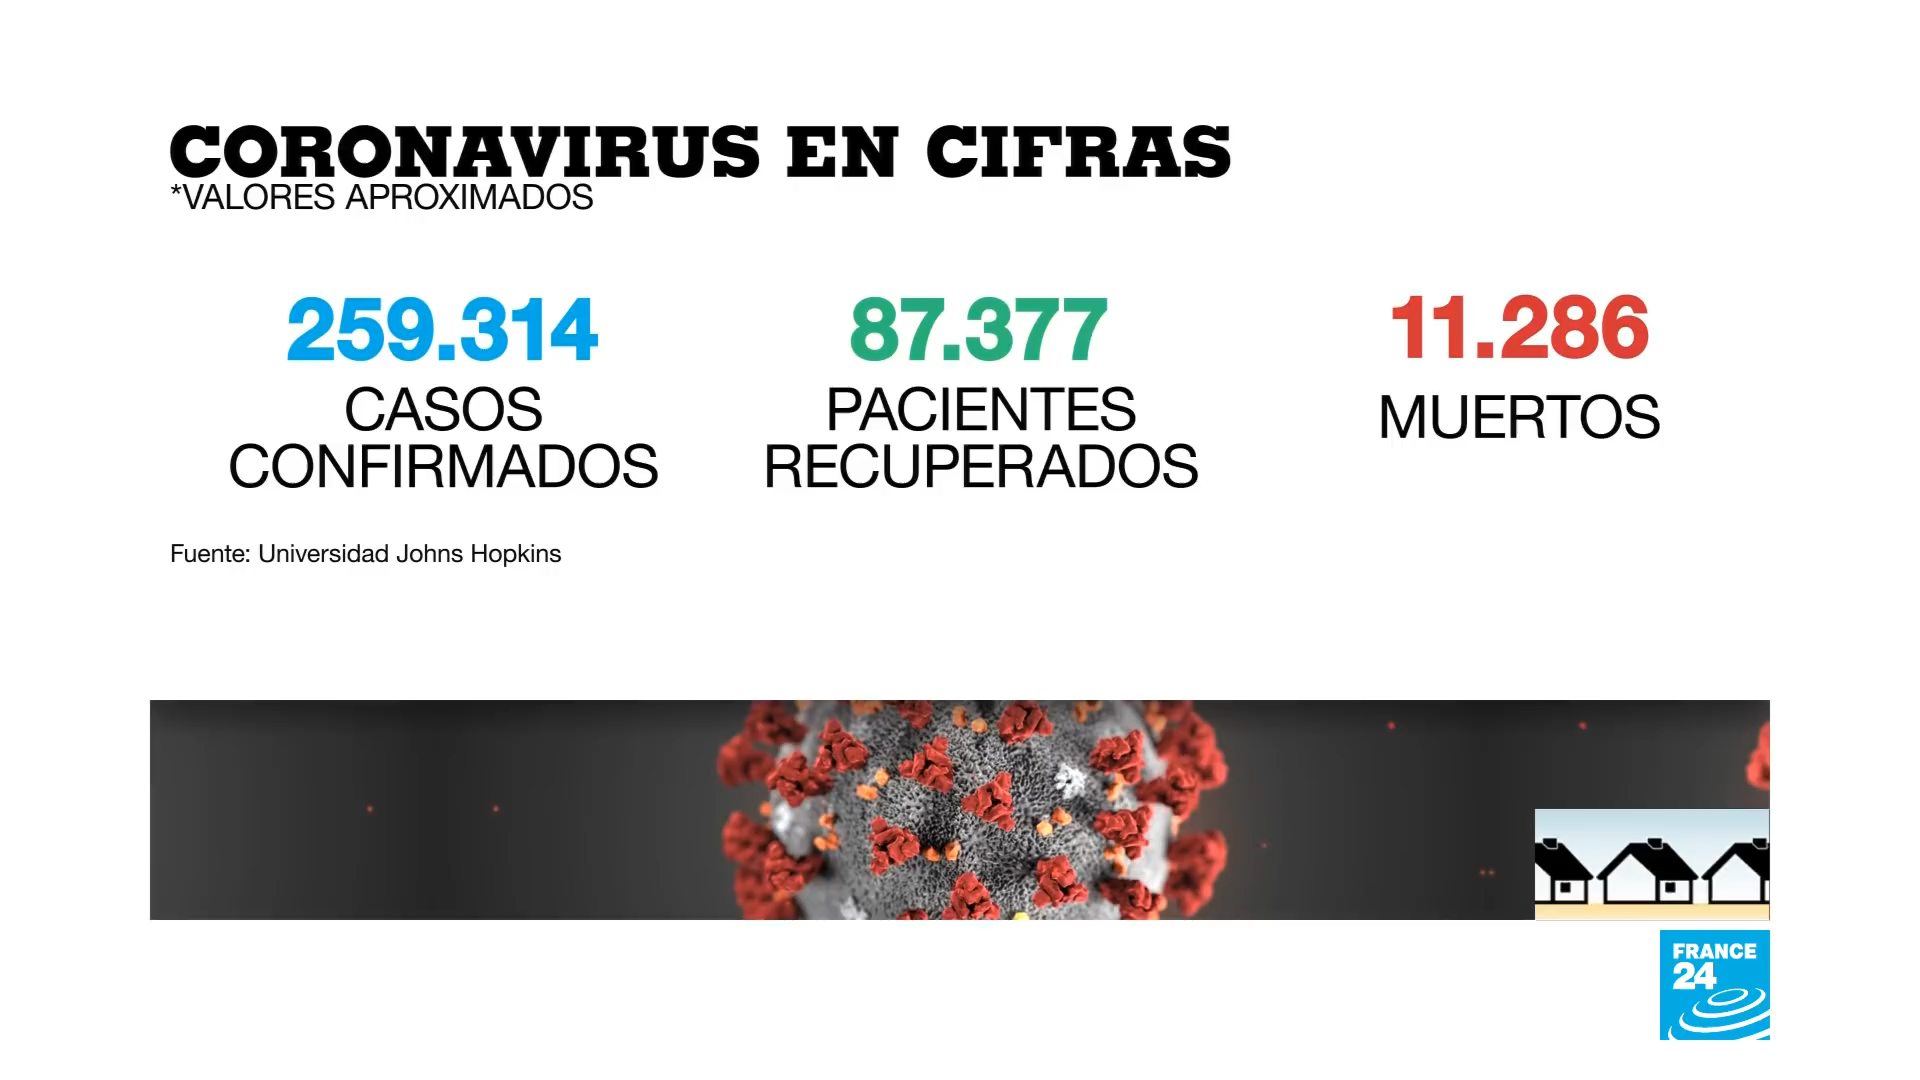 CORONAVIRUS EN CIFRAS
*VALORES APROXIMADOS
259.314
CASOS
CONFIRMADOS
87.377
PACIENTES
RECUPERADOS
11.286
MUERTOS
Fuente: Universidad Johns Hopkins
FRANCE
24